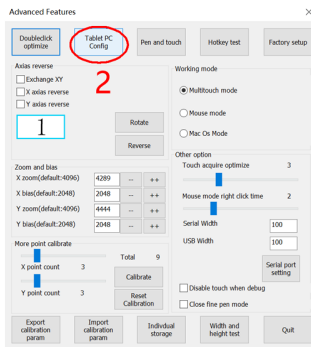 Advanced Features
Doubleclick optimize
Tablet PC Config
Pen and touch
Hotkey test
Factory setup
Axias reverse
Exchange XY
X axias reverse
Y axias reverse
1
2
Rotate
Reverse
Working mode
Multitouch mode
Mouse mode
Mac Os Mode
Zoom and bias
X zoom(default:4096) 4289 -- ++
X bias(default:2048) 2048 -- ++
Y zoom(default:4096) 4444 -- ++
Y bias(default:2048) 2048 -- ++
Other option
Touch acquire optimize 3
Mouse mode right click time 2
Serial Width 100
USB Width 100
Serial port setting
Disable touch when debug
Close fine pen mode
More point calibrate
X point count 3
Y point count 3
Total 9
Calibrate
Reset Calibration
Export calibration param
Import calibration param
Indivdual storage
Width and height test
Quit